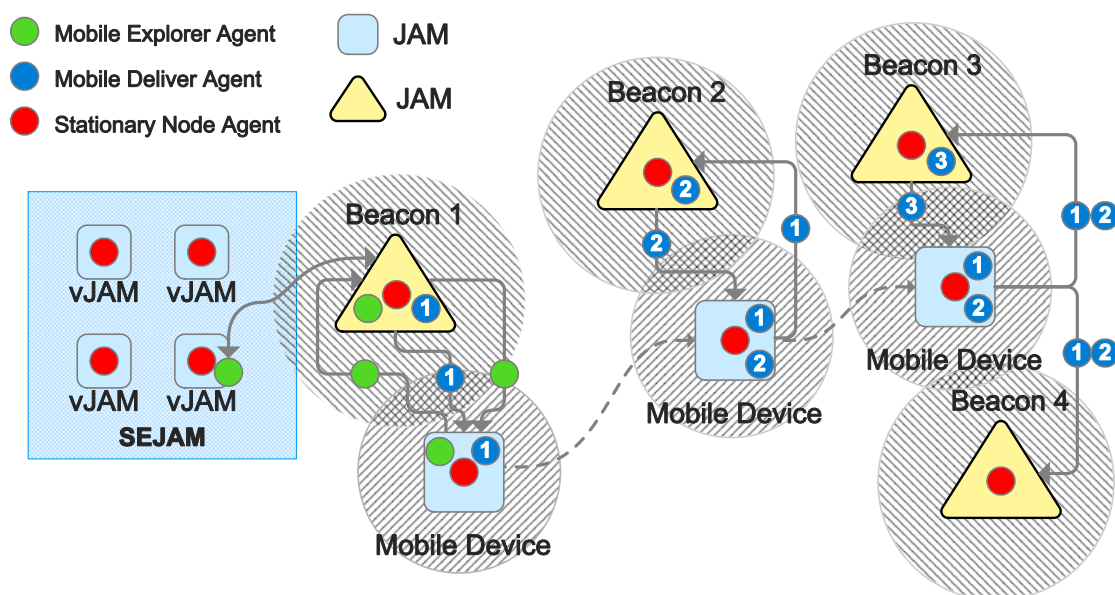 Mobile Explorer Agent
JAM
Mobile Deliver Agent
JAM
Stationary Node Agent
vJAM
vJAM
vJAM
vJAM
SEJAM
Beacon 1
1
1
1
Mobile Device
Beacon 2
2
2
1
1
2
Mobile Device
Beacon 3
3
3
1 2
1
2
Mobile Device
1 2
Beacon 4